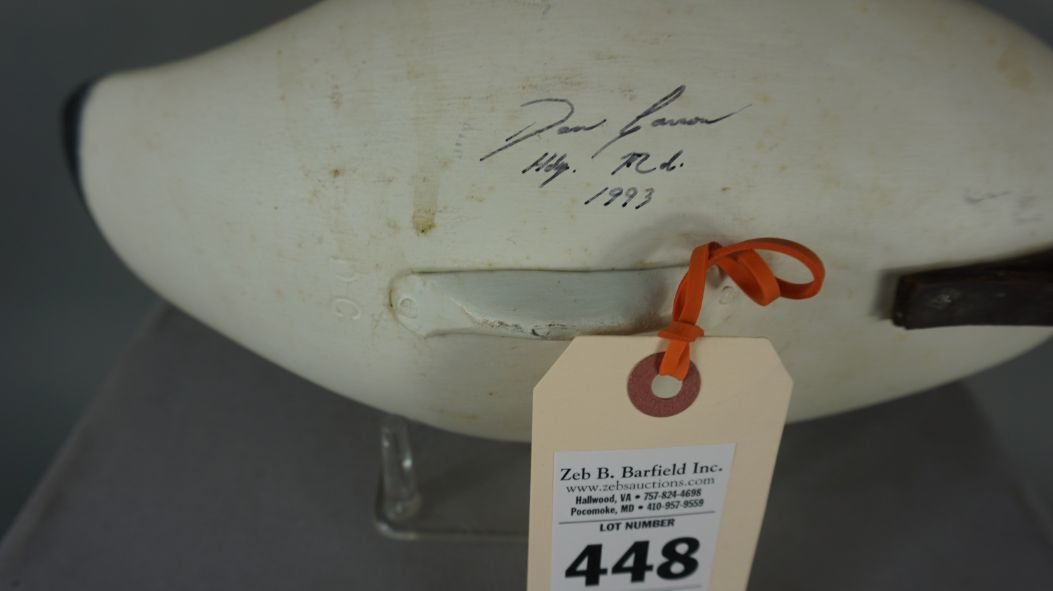 Dan Carson
Hdg. Md.
1993
C
Zeb B. Barfield Inc.
www.zebsauctions.com
Hallwood, VA • 757-824-4698
Pocomoke, MD • 410-957-9559
LOT NUMBER
448